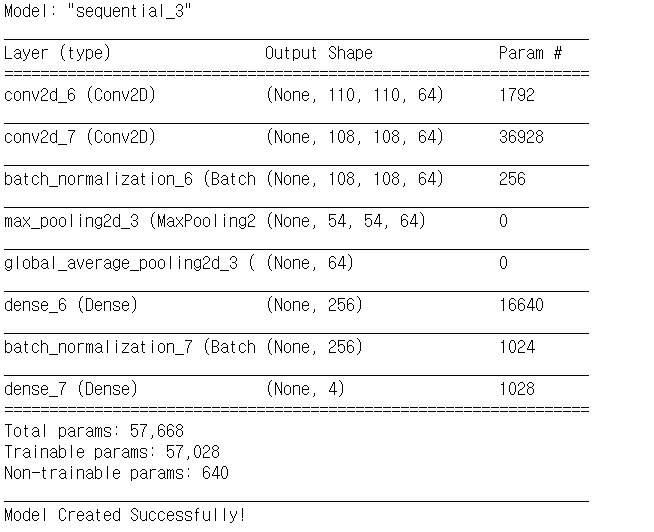 Model: "sequential_3"
Layer (type) Output Shape Param #
conv2d_6 (Conv2D) (None, 110, 110, 64) 1792
conv2d_7 (Conv2D) (None, 108, 108, 64) 36928
batch_normalization_6 (Batch (None, 108, 108, 64) 256
max_pooling2d_3 (MaxPooling2 (None, 54, 54, 64) 0
global_average_pooling2d_3 ( (None, 64) 0
dense_6 (Dense) (None, 256) 16640
batch_normalization_7 (Batch (None, 256) 1024
dense_7 (Dense) (None, 4) 1028
Total params: 57,668
Trainable params: 57,028
Non-trainable params: 640
Model Created Successfully!